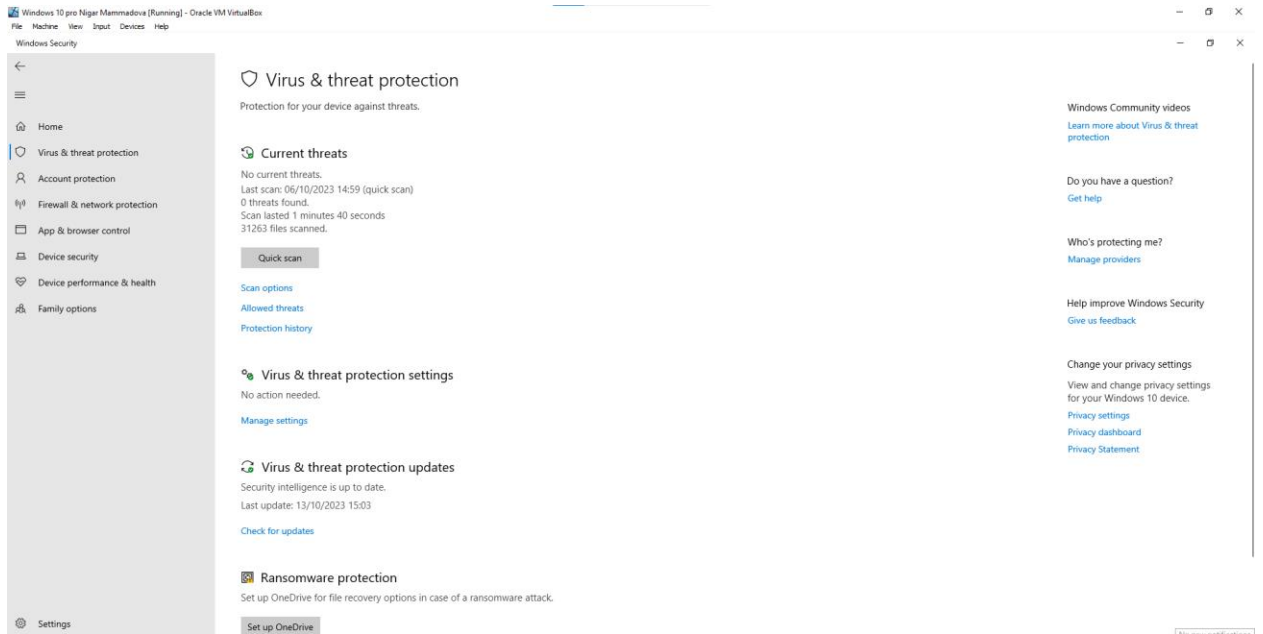 Windows 10 pro Nigar Mammadova [Running] - Oracle VM VirtualBox
File Machine View Input Devices Help
Windows Security
Home
Virus & threat protection
Account protection
Firewall & network protection
App & browser control
Device security
Device performance & health
Family options
Settings
Virus & threat protection
Protection for your device against threats.
Current threats
No current threats.
Last scan: 06/10/2023 14:59 (quick scan)
0 threats found.
Scan lasted 1 minutes 40 seconds
31263 files scanned.
Quick scan
Scan options
Allowed threats
Protection history
Virus & threat protection settings
No action needed.
Manage settings
Virus & threat protection updates
Security intelligence is up to date.
Last update: 13/10/2023 15:03
Check for updates
Ransomware protection
Set up OneDrive for file recovery options in case of a ransomware attack.
Set up OneDrive
Windows Community videos
Learn more about Virus & threat
protection
Do you have a question?
Get help
Who's protecting me?
Manage providers
Help improve Windows Security
Give us feedback
Change your privacy settings
View and change privacy settings
for your Windows 10 device.
Privacy settings
Privacy dashboard
Privacy Statement